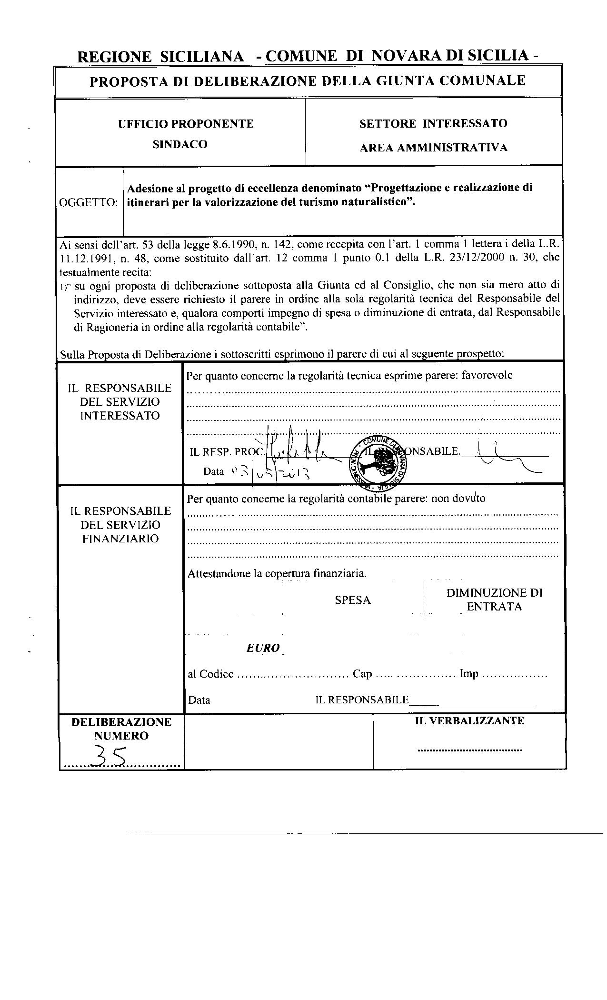 REGIONE SICILIANA - COMUNE DI NOVARA DI SICILIA -
PROPOSTA DI DELIBERAZIONE DELLA GIUNTA COMUNALE
UFFICIO PROPONENTE
SINDACO
SETTORE INTERESSATO
AREA AMMINISTRATIVA
OGGETTO:
Adesione al progetto di eccellenza denominato “Progettazione e realizzazione di
itinerari per la valorizzazione del turismo naturalistico”.
Ai sensi dell’art. 53 della legge 8.6.1990, n. 142, come recepita con l’art. 1 comma 1 lettera i della L.R.
11.12.1991, n. 48, come sostituito dall’art. 12 comma 1 punto 0.1 della L.R. 23/12/2000 n. 30, che
testualmente recita:
1)” su ogni proposta di deliberazione sottoposta alla Giunta ed al Consiglio, che non sia mero atto di
indirizzo, deve essere richiesto il parere in ordine alla sola regolarità tecnica del Responsabile del
Servizio interessato e, qualora comporti impegno di spesa o diminuzione di entrata, dal Responsabile
di Ragioneria in ordine alla regolarità contabile”.
Sulla Proposta di Deliberazione i sottoscritti esprimono il parere di cui al seguente prospetto:
IL RESPONSABILE
DEL SERVIZIO
INTERESSATO
Per quanto concerne la regolarità tecnica esprime parere: favorevole
IL RESP. PROC. IL RESPONSABILE.
COMUNE DI NOVARA DI SICILIA - PROV. DI MESSINA
Data 03/05/2013
IL RESPONSABILE
DEL SERVIZIO
FINANZIARIO
Per quanto concerne la regolarità contabile parere: non dovuto
Attestandone la copertura finanziaria.
SPESA
DIMINUZIONE DI
ENTRATA
EURO
al Codice ............................ Cap ..... .................. Imp .................
Data IL RESPONSABILE
DELIBERAZIONE
NUMERO
35
IL VERBALIZZANTE